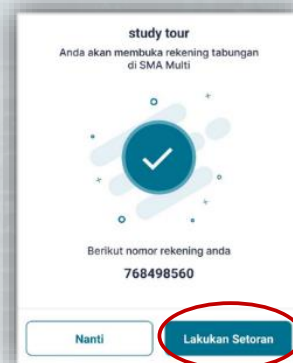 study tour
Anda akan membuka rekening tabungan
di SMA Multi
Berikut nomor rekening anda
768498560
Nanti
Lakukan Setoran